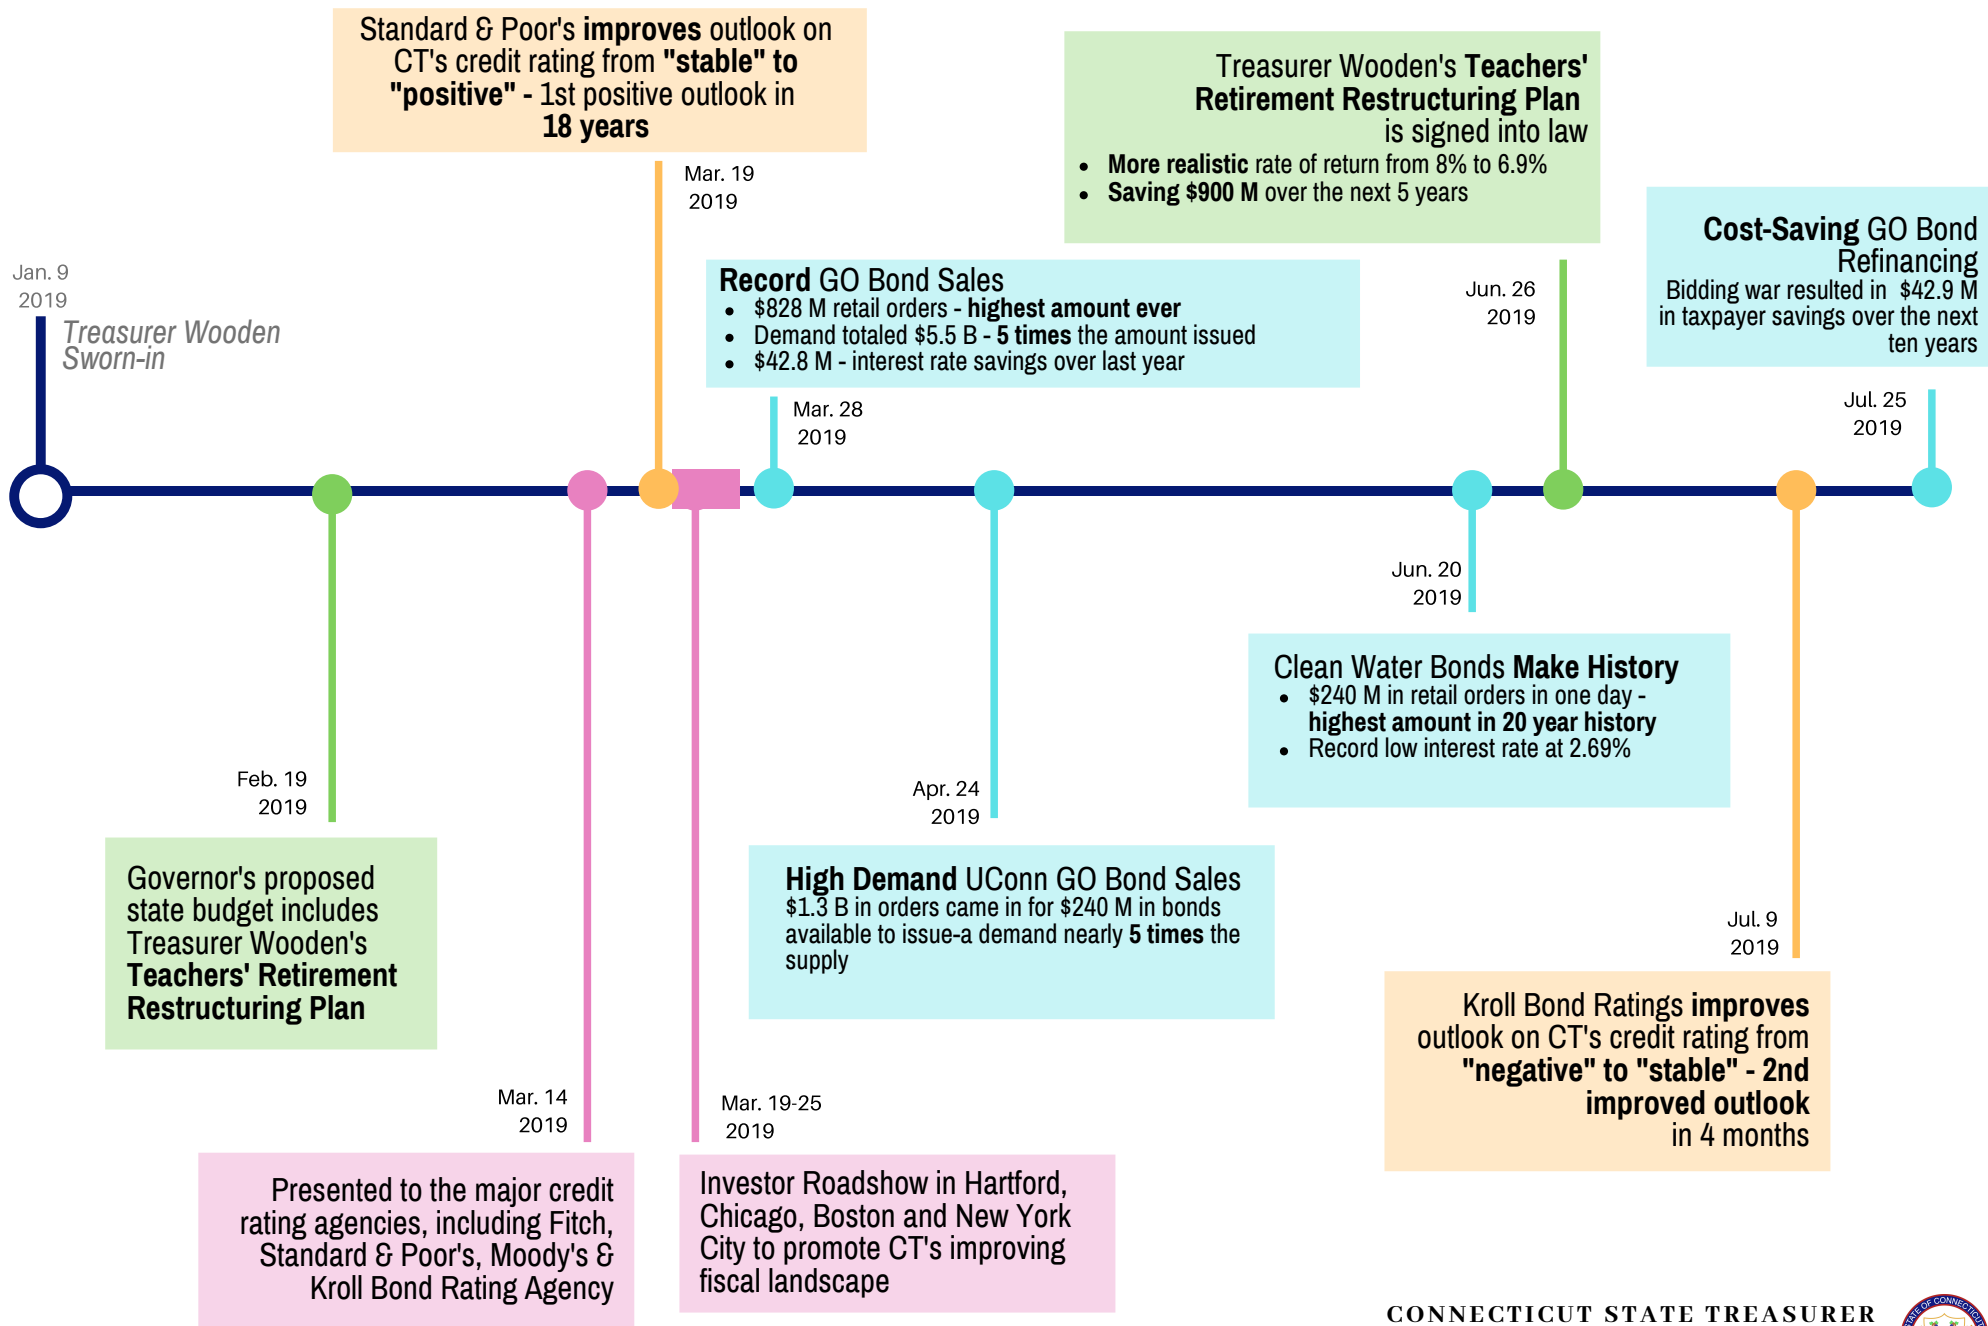 Standard & Poor's improves outlook on
CT's credit rating from "stable" to
"positive" - 1st positive outlook in
18 years
Mar. 19
2019
Treasurer Wooden's Teachers'
Retirement Restructuring Plan
is signed into law
• More realistic rate of return from 8% to 6.9%
• Saving $900 M over the next 5 years
Jun. 26
2019
Cost-Saving GO Bond
Refinancing
Bidding war resulted in $42.9 M
in taxpayer savings over the next
ten years
Jul. 25
2019
Jan. 9
2019
Treasurer Wooden
Sworn-in
Record GO Bond Sales
• $828 M retail orders - highest amount ever
• Demand totaled $5.5 B - 5 times the amount issued
• $42.8 M - interest rate savings over last year
Mar. 28
2019
Feb. 19
2019
Governor's proposed
state budget includes
Treasurer Wooden's
Teachers' Retirement
Restructuring Plan
Mar. 14
2019
Presented to the major credit
rating agencies, including Fitch,
Standard & Poor's, Moody's &
Kroll Bond Rating Agency
Mar. 19-25
2019
Investor Roadshow in Hartford,
Chicago, Boston and New York
City to promote CT's improving
fiscal landscape
Apr. 24
2019
High Demand UConn GO Bond Sales
$1.3 B in orders came in for $240 M in bonds
available to issue-a demand nearly 5 times the
supply
Jun. 20
2019
Clean Water Bonds Make History
• $240 M in retail orders in one day -
highest amount in 20 year history
• Record low interest rate at 2.69%
Jul. 9
2019
Kroll Bond Ratings improves
outlook on CT's credit rating from
"negative" to "stable" - 2nd
improved outlook
in 4 months
CONNECTICUT STATE TREASURER
STATE OF CONNECTICUT